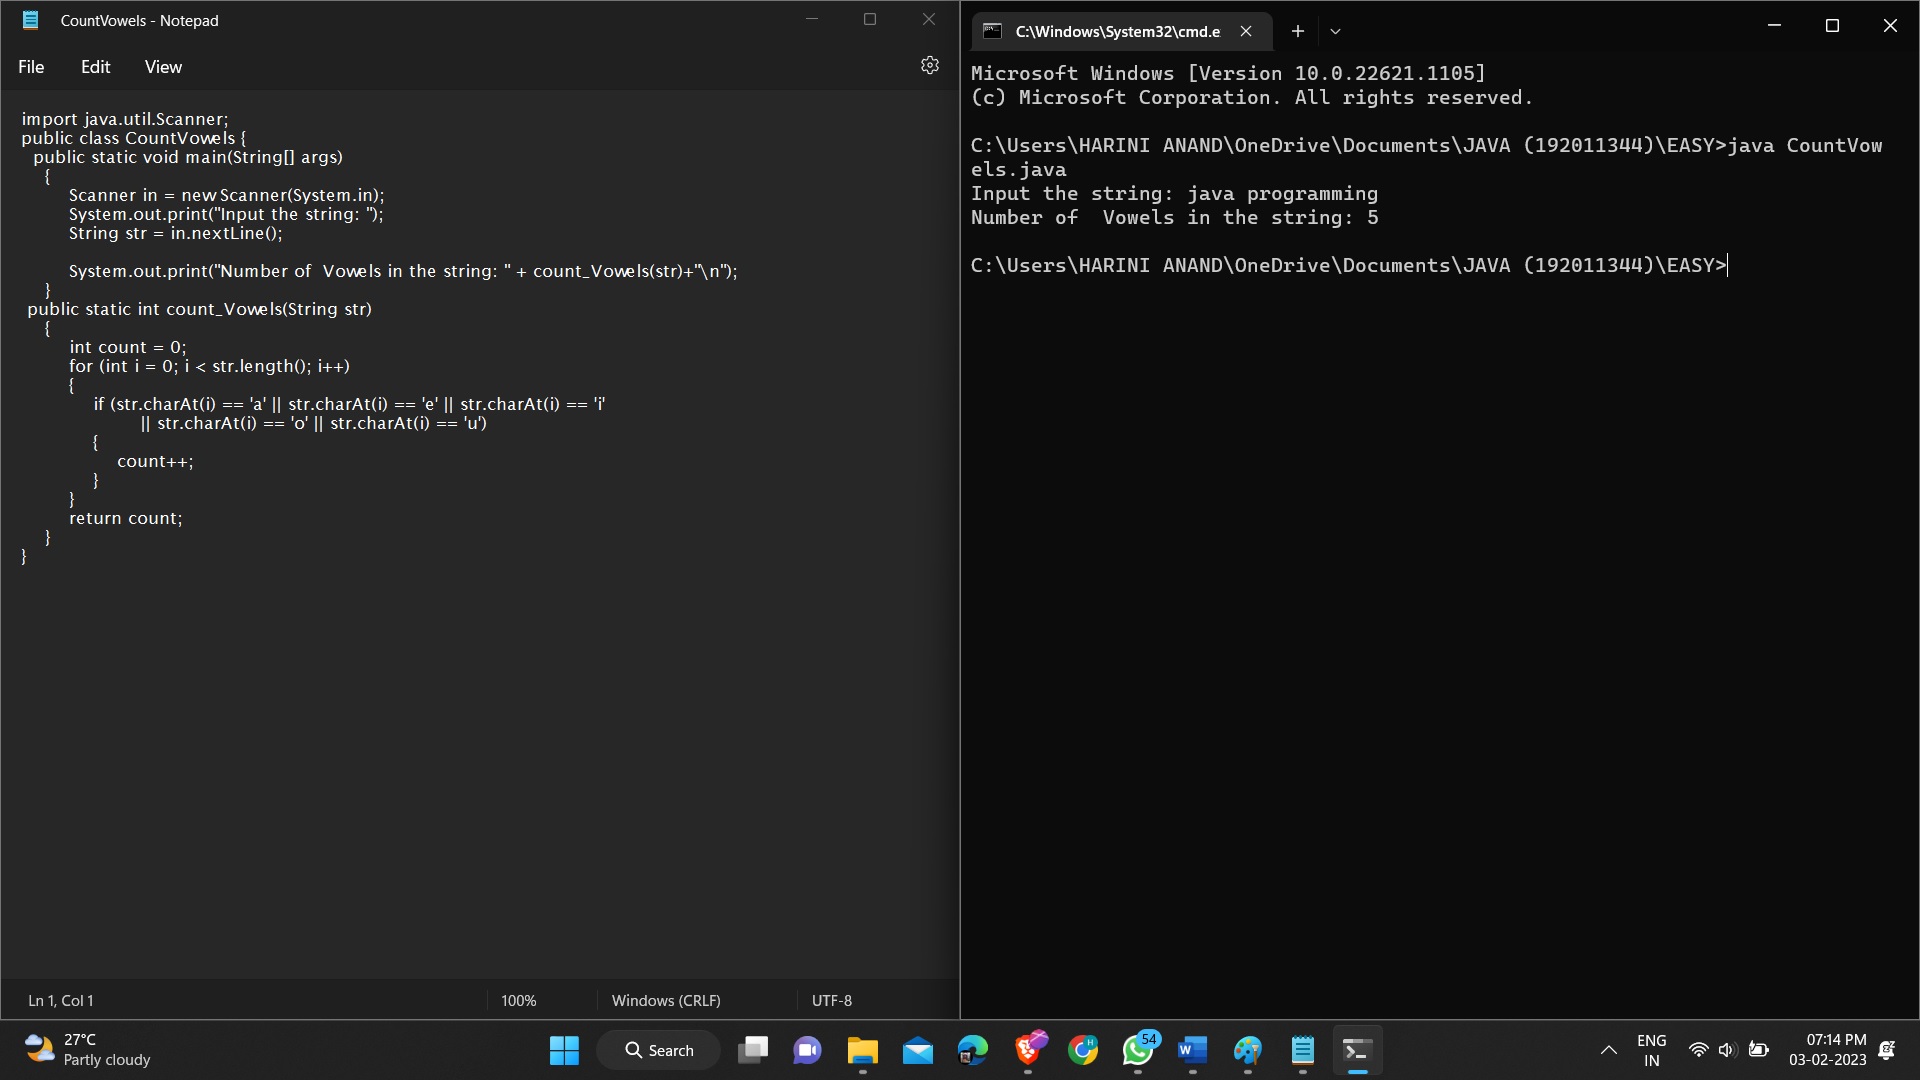 CountVowels - Notepad
File Edit View
import java.util.Scanner;
public class CountVowels {
public static void main(String[] args)
{
Scanner in = new Scanner(System.in);
System.out.print("Input the string: ");
String str = in.nextLine();
System.out.print("Number of  Vowels in the string: " + count_Vowels(str)+"\n");
}
public static int count_Vowels(String str)
{
int count = 0;
for (int i = 0; i < str.length(); i++)
{
if (str.charAt(i) == 'a' || str.charAt(i) == 'e' || str.charAt(i) == 'i'
|| str.charAt(i) == 'o' || str.charAt(i) == 'u')
{
count++;
}
}
return count;
}
}
Ln 1, Col 1 100% Windows (CRLF) UTF-8
C:\Windows\System32\cmd.e
Microsoft Windows [Version 10.0.22621.1105]
(c) Microsoft Corporation. All rights reserved.
C:\Users\HARINI ANAND\OneDrive\Documents\JAVA (192011344)\EASY>java CountVow
els.java
Input the string: java programming
Number of  Vowels in the string: 5
C:\Users\HARINI ANAND\OneDrive\Documents\JAVA (192011344)\EASY>
27°C
Partly cloudy
Search
H
54
W
ENG
IN
07:14 PM
03-02-2023